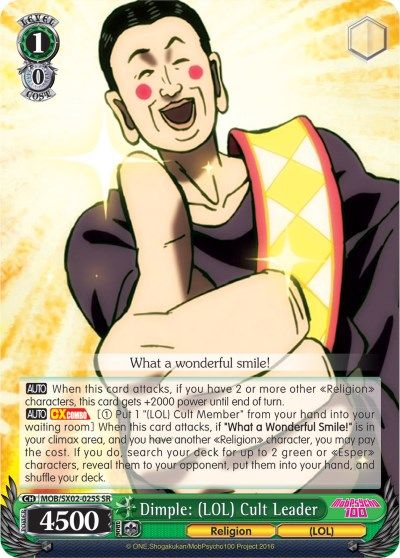 LEVEL
1
0
COST
What a wonderful smile!
AUTO When this card attacks, if you have 2 or more other «Religion»
characters, this card gets +2000 power until end of turn.
AUTO CX COMBO [① Put 1 "(LOL) Cult Member" from your hand into your
waiting room] When this card attacks, if "What a Wonderful Smile!" is in
your climax area, and you have another «Religion» character, you may pay
the cost. If you do, search your deck for up to 2 green or «Esper»
characters, reveal them to your opponent, put them into your hand, and
shuffle your deck.
CH MOB/SX02-025S SR
4500
POWER
Dimple: (LOL) Cult Leader
MobPsycho 100
Religion
(LOL)
© ONE,Shogakukan/MobPsycho100 Project 2016